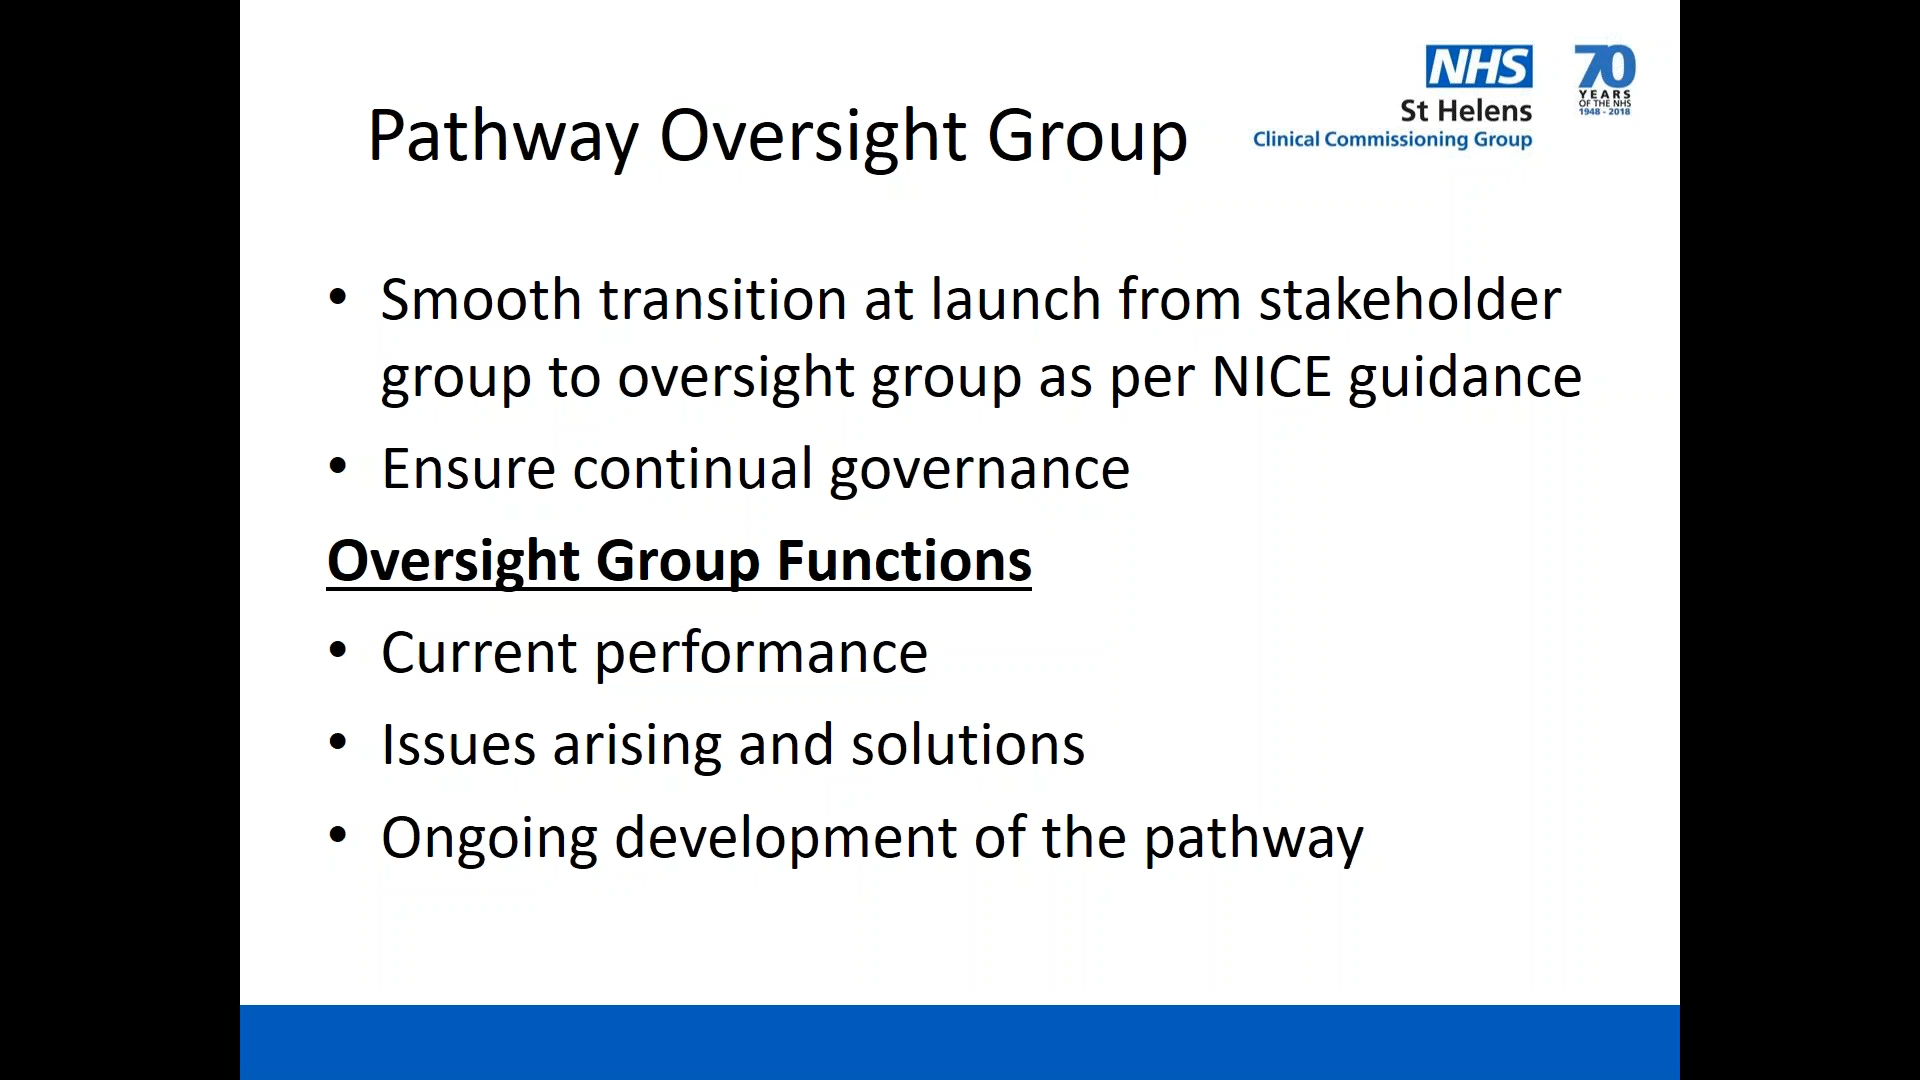 Pathway Oversight Group
NHS
St Helens
Clinical Commissioning Group
70
YEARS
OF THE NHS
1948 - 2018
• Smooth transition at launch from stakeholder
group to oversight group as per NICE guidance
• Ensure continual governance
Oversight Group Functions
• Current performance
• Issues arising and solutions
• Ongoing development of the pathway